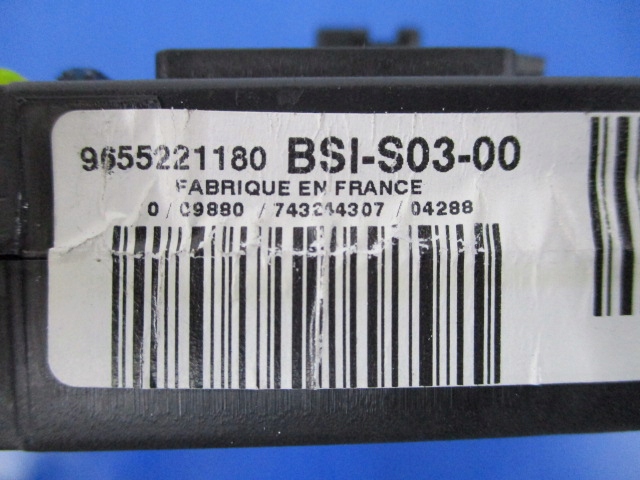 9655221180 BSI-S03-00
FABRIQUE EN FRANCE
0 / 09880 / 743244307 / 04288